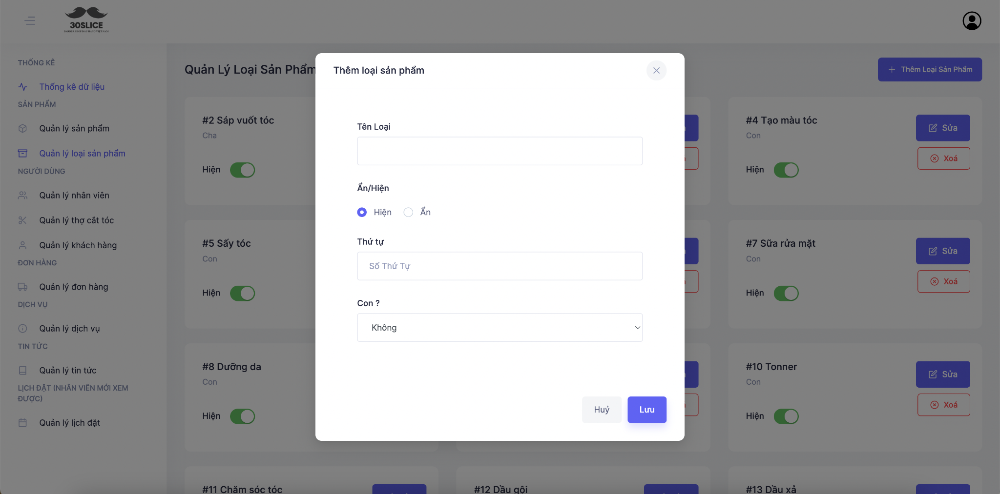 30SLICE
BARBER SHOP ĐẦU HÀNG VIỆT NAM
THỐNG KÊ
Thống kê dữ liệu
SẢN PHẨM
Quản lý sản phẩm
Quản lý loại sản phẩm
NGƯỜI DÙNG
Quản lý nhân viên
Quản lý thợ cắt tóc
Quản lý khách hàng
ĐƠN HÀNG
Quản lý đơn hàng
DỊCH VỤ
Quản lý dịch vụ
TIN TỨC
Quản lý tin tức
LỊCH ĐẶT (NHÂN VIÊN MỚI XEM
ĐƯỢC)
Quản lý lịch đặt
Quản Lý Loại Sản Phẩm
Thêm Loại Sản Phẩm
#2 Sáp vuốt tóc
Cha
Hiện
#4 Tạo màu tóc
Con
Hiện
Sửa
Xoá
#5 Sấy tóc
Con
Hiện
#7 Sữa rửa mặt
Con
Hiện
Sửa
Xoá
#8 Dưỡng da
Con
Hiện
#10 Tonner
Con
Hiện
Sửa
Xoá
#11 Chăm sóc tóc
#12 Dầu gội
#13 Dầu xả
Thêm loại sản phẩm
Tên Loại
Ẩn/Hiện
Hiện
Ẩn
Thứ tự
Số Thứ Tự
Con ?
Không
Huỷ
Lưu